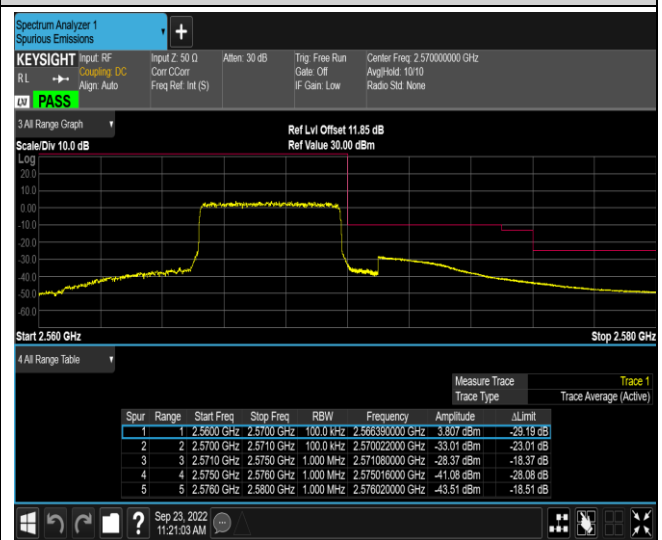 Spectrum Analyzer 1
Spurious Emissions
+
KEYSIGHT Input: RF Input Z: 50 Ω Atten: 30 dB Trig: Free Run Center Freq: 2.570000000 GHz
RL Coupling: DC Corr CCorr Gate: Off Avg|Hold: 10/10
Align: Auto Freq Ref: Int (S) IF Gain: Low Radio Std: None
LXI PASS
3 All Range Graph
Ref Lvl Offset 11.85 dB
Scale/Div 10.0 dB Ref Value 30.00 dBm
Log
20.0
10.0
0.00
-10.0
-20.0
-30.0
-40.0
-50.0
-60.0
Start 2.560 GHz Stop 2.580 GHz
4 All Range Table
Measure Trace Trace 1
Trace Type Trace Average (Active)
Spur Range Start Freq Stop Freq RBW Frequency Amplitude ΔLimit
1 1 2.5600 GHz 2.5700 GHz 100.0 kHz 2.566390000 GHz 3.807 dBm -29.19 dB
2 2 2.5700 GHz 2.5710 GHz 100.0 kHz 2.570022000 GHz -33.01 dBm -23.01 dB
3 3 2.5710 GHz 2.5750 GHz 1.000 MHz 2.571080000 GHz -28.37 dBm -18.37 dB
4 4 2.5750 GHz 2.5760 GHz 1.000 MHz 2.575016000 GHz -41.08 dBm -28.08 dB
5 5 2.5760 GHz 2.5800 GHz 1.000 MHz 2.576020000 GHz -43.51 dBm -18.51 dB
? Sep 23, 2022
11:21:03 AM